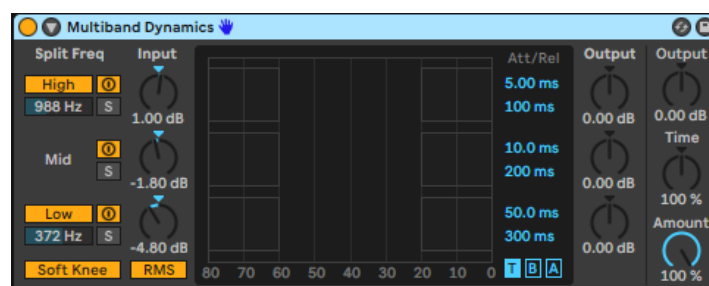 Multiband Dynamics
Split Freq Input Att/Rel Output Output
High 5.00 ms
988 Hz S 1.00 dB 100 ms 0.00 dB 0.00 dB
Time
Mid 10.0 ms
S -1.80 dB 200 ms 0.00 dB 100 %
Low 50.0 ms Amount
372 Hz S -4.80 dB 300 ms 0.00 dB
Soft Knee RMS 80 70 60 50 40 30 20 10 0 T B A 100 %